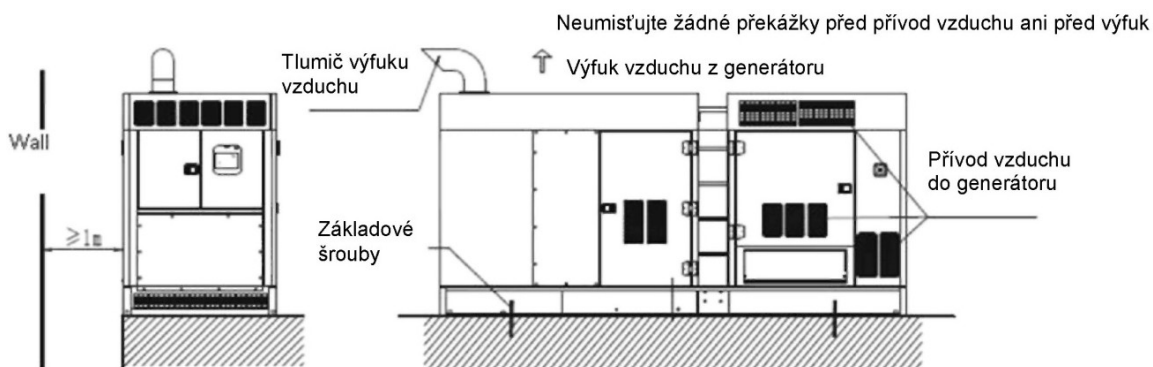 Neumisťujte žádné překážky před přívod vzduchu ani před výfuk
Tlumič výfuku
vzduchu
Výfuk vzduchu z generátoru
Wall
Přívod vzduchu
do generátoru
≥1m
Základové
šrouby